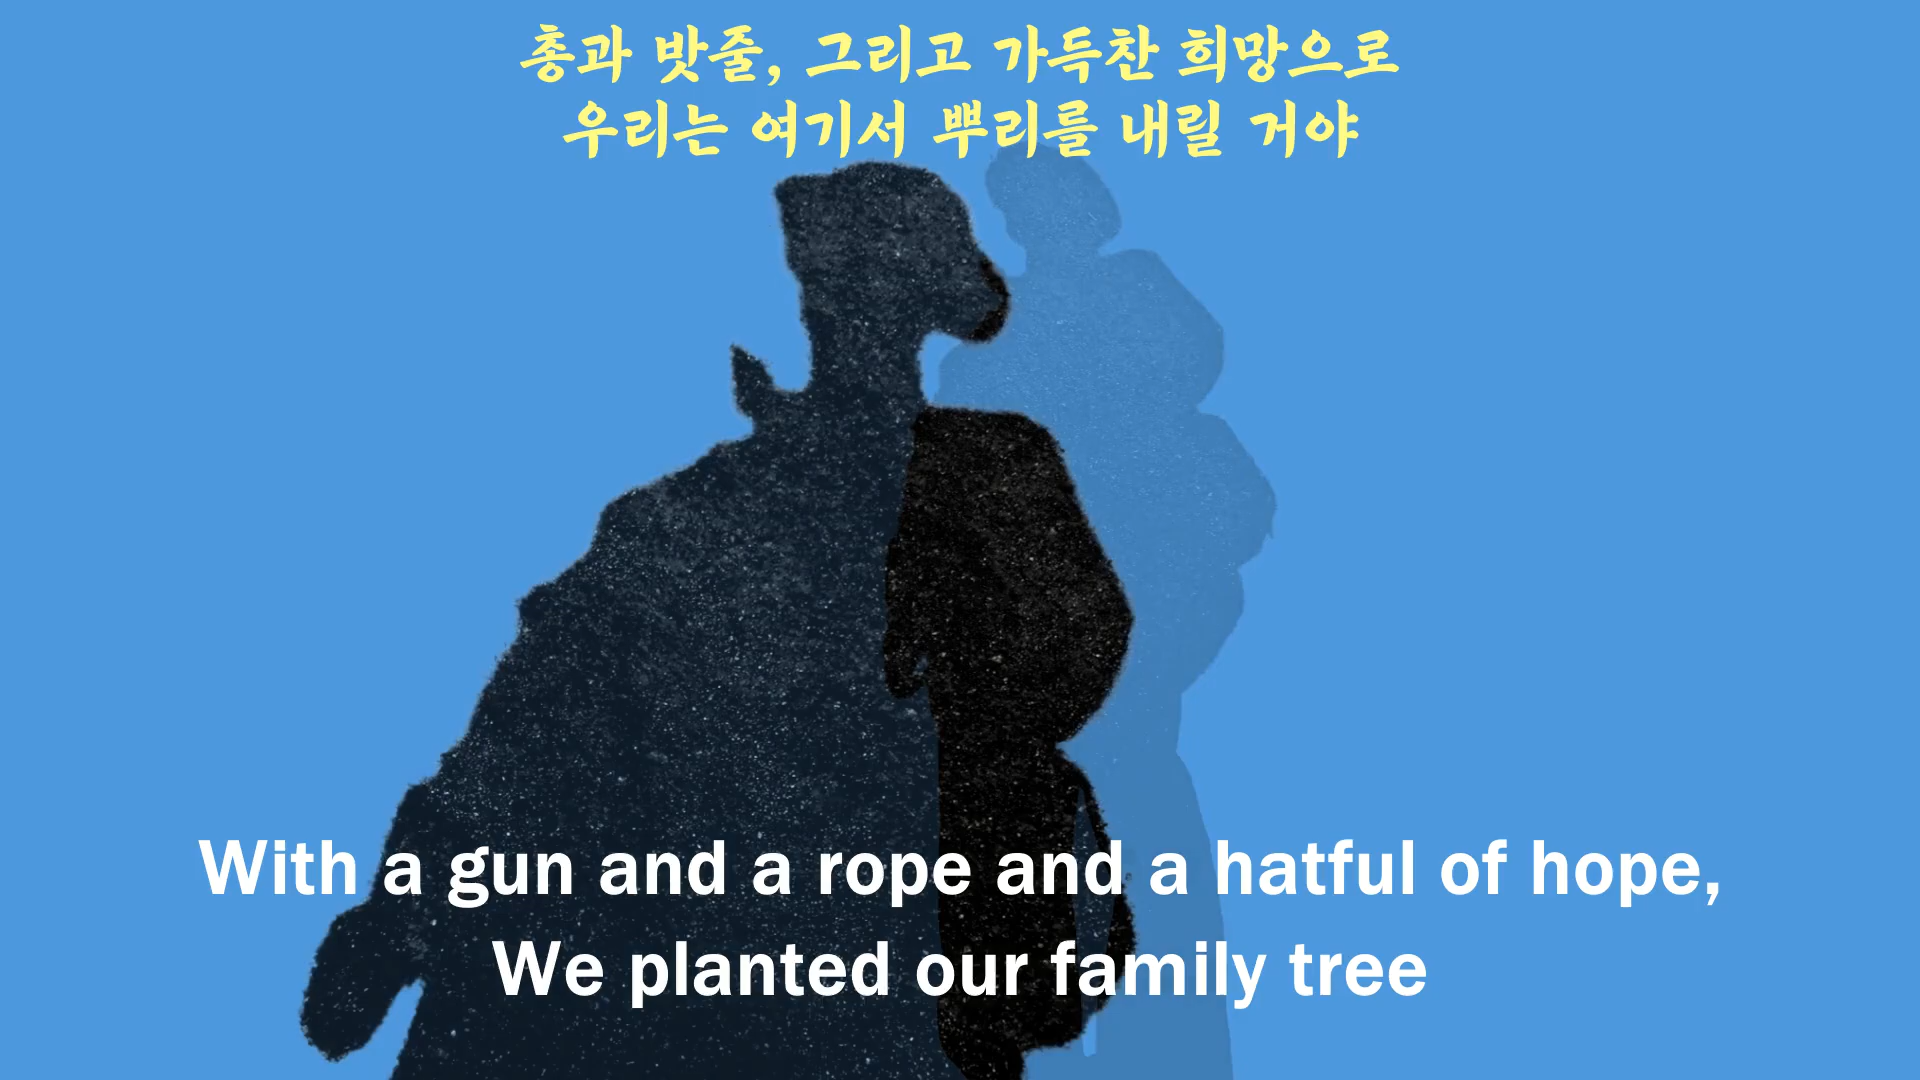 총과 밧줄, 그리고 가득찬 희망으로
우리는 여기서 뿌리를 내릴 거야
With a gun and a rope and a hatful of hope,
We planted our family tree